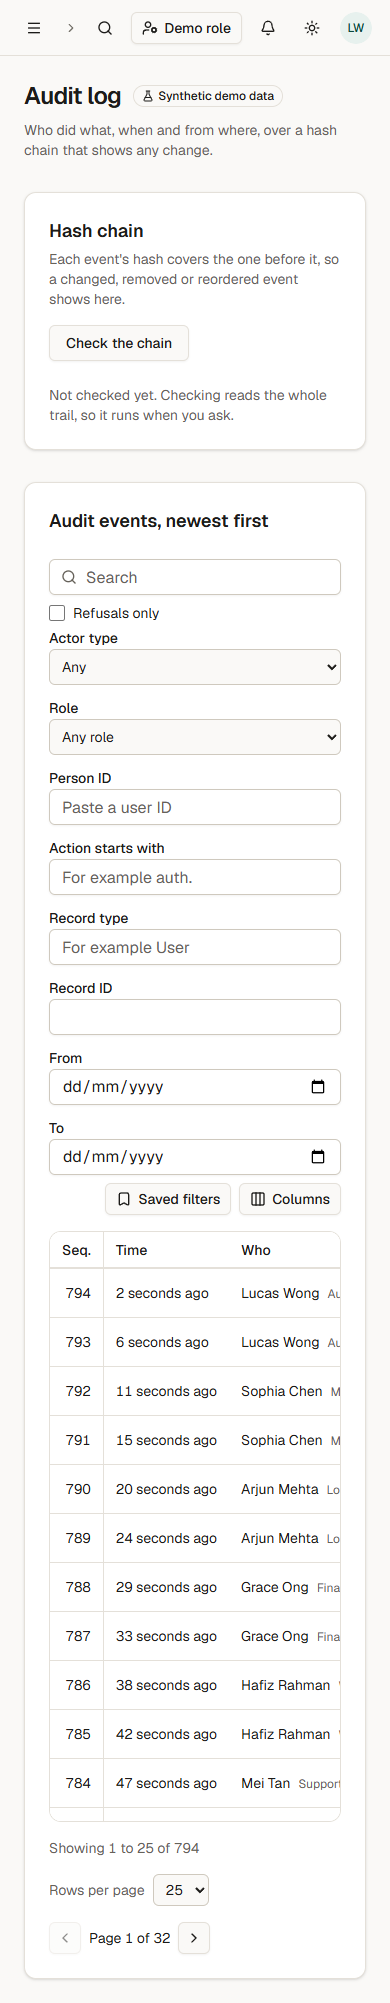 Demo role
LW
Audit log
Synthetic demo data
Who did what, when and from where, over a hash
chain that shows any change.
Hash chain
Each event's hash covers the one before it, so
a changed, removed or reordered event
shows here.
Check the chain
Not checked yet. Checking reads the whole
trail, so it runs when you ask.
Audit events, newest first
Search
Refusals only
Actor type
Any
Role
Any role
Person ID
Paste a user ID
Action starts with
For example auth.
Record type
For example User
Record ID
From
dd/mm/yyyy
To
dd/mm/yyyy
Saved filters
Columns
Seq. Time Who
794 2 seconds ago Lucas Wong Au
793 6 seconds ago Lucas Wong Au
792 11 seconds ago Sophia Chen M
791 15 seconds ago Sophia Chen M
790 20 seconds ago Arjun Mehta Lo
789 24 seconds ago Arjun Mehta Lo
788 29 seconds ago Grace Ong Fina
787 33 seconds ago Grace Ong Fina
786 38 seconds ago Hafiz Rahman
785 42 seconds ago Hafiz Rahman
784 47 seconds ago Mei Tan Support
Showing 1 to 25 of 794
Rows per page 25
Page 1 of 32